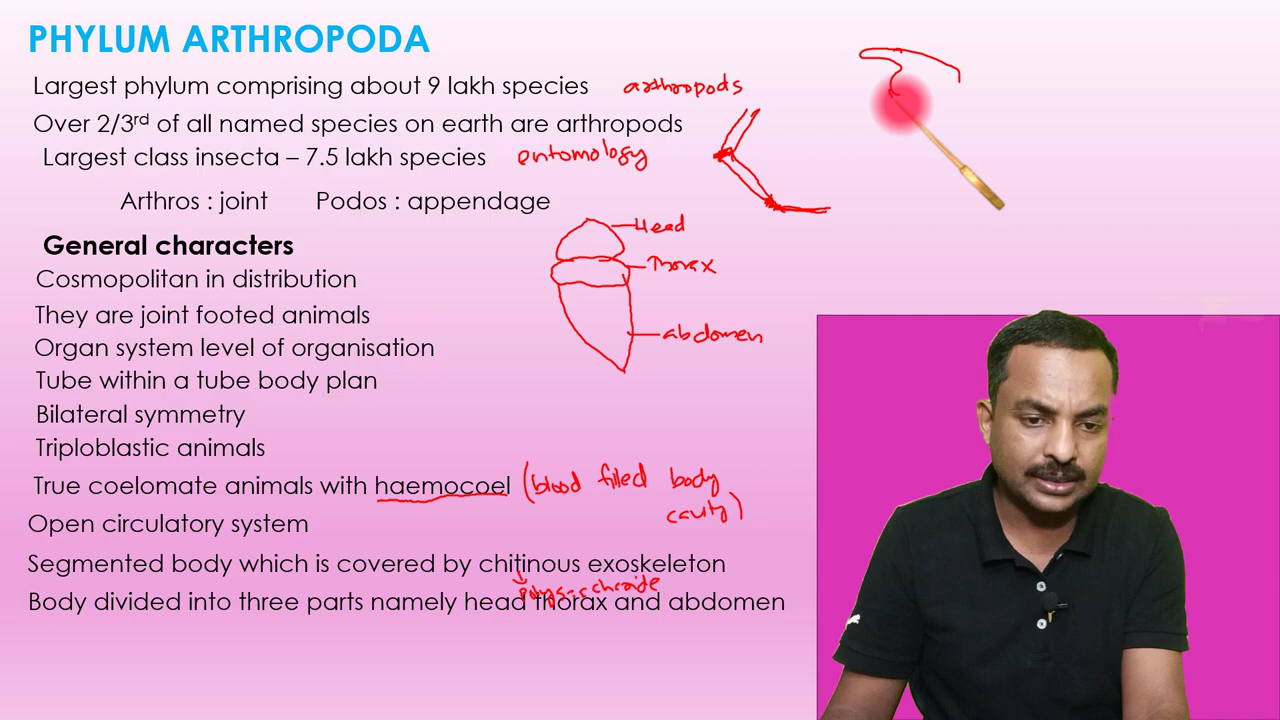 PHYLUM ARTHROPODA
Largest phylum comprising about 9 lakh species arthropods
Over 2/3rd of all named species on earth are arthropods
Largest class insecta – 7.5 lakh species entomology
Arthros : joint Podos : appendage
Head
General characters
Thorax
Cosmopolitan in distribution
They are joint footed animals
abdomen
Organ system level of organisation
Tube within a tube body plan
Bilateral symmetry
Triploblastic animals
True coelomate animals with haemocoel (blood filled body
cavity)
Open circulatory system
Segmented body which is covered by chitinous exoskeleton
Body divided into three parts namely head thorax and abdomen